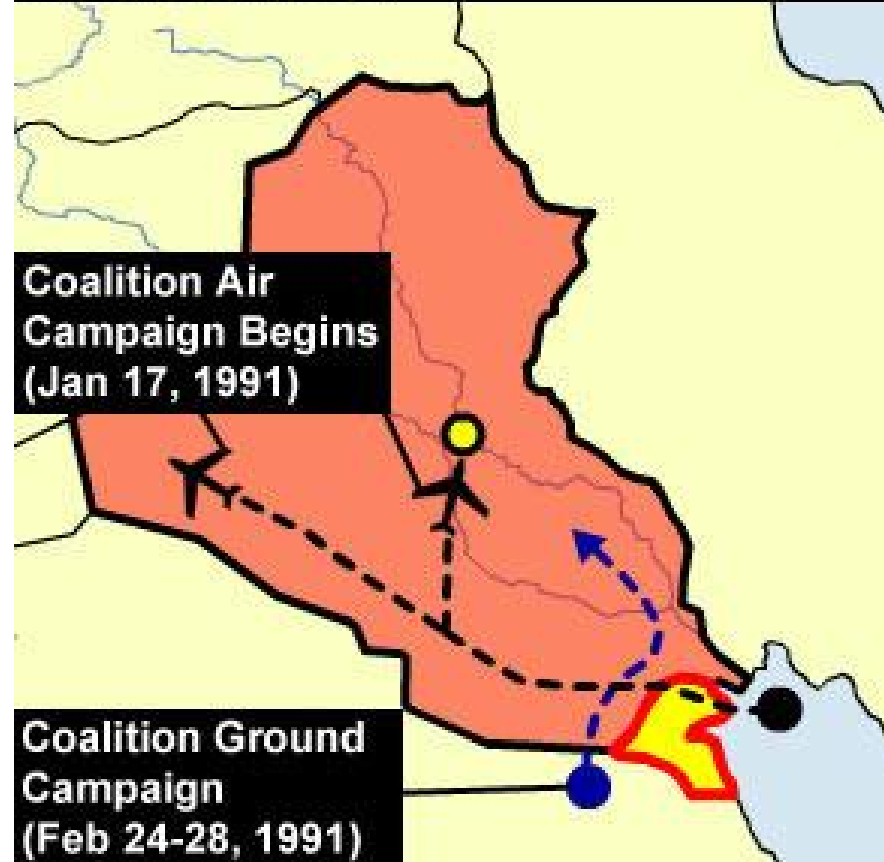 Coalition Air
Campaign Begins
(Jan 17, 1991)
Coalition Ground
Campaign
(Feb 24-28, 1991)